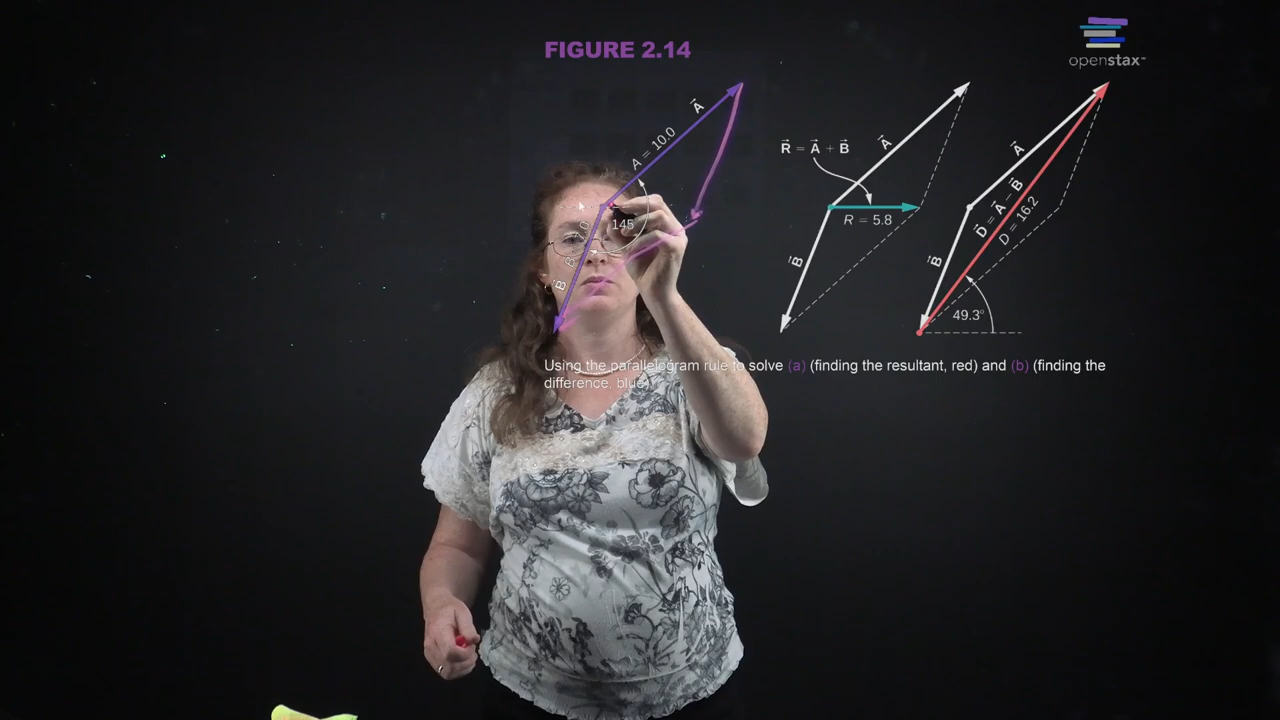 FIGURE 2.14
openstax™
A = 10.0
A
B
145
R = A + B
A
R = 5.8
B
A
D = A − B
D = 16.2
B
49.3°
Using the parallelogram rule to solve (a) (finding the resultant, red) and (b) (finding the
difference, blue)